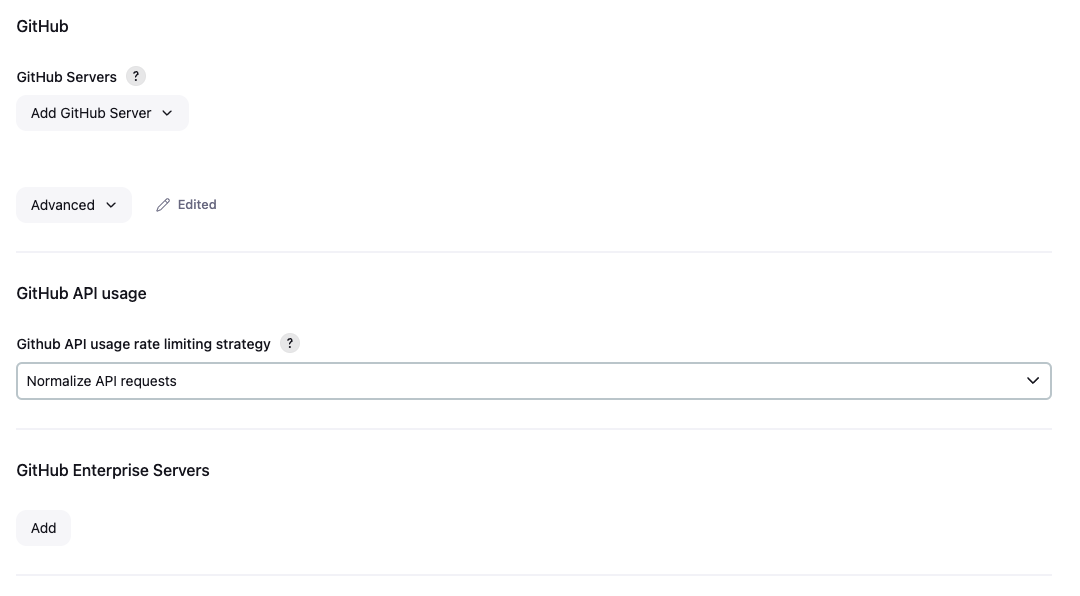 GitHub
GitHub Servers ?
Add GitHub Server
Advanced Edited
GitHub API usage
Github API usage rate limiting strategy ?
Normalize API requests
GitHub Enterprise Servers
Add